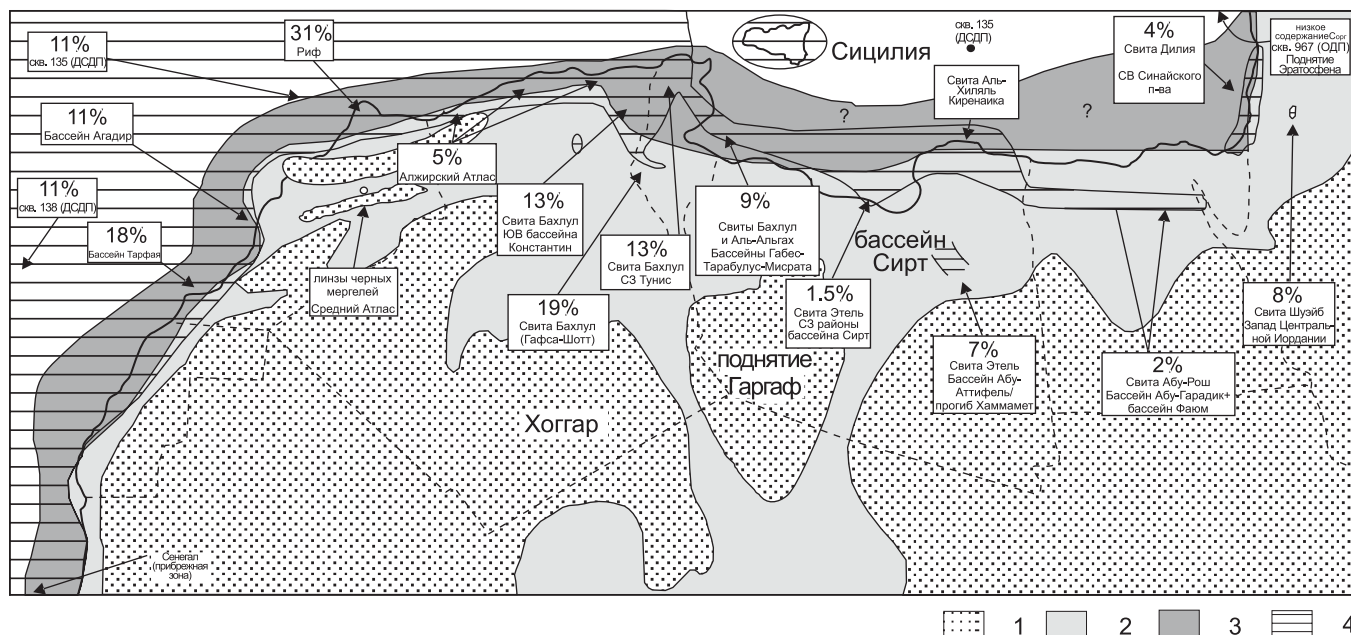 11%
скв. 135 (ДСДП)
31%
Риф
Сицилия
скв. 135
(ДСДП)
4%
Свита Дилия
СВ Синайского
п-ва
низкое
содержаниеСорг
скв. 967 (ОДП)
Поднятие
Эратосфена
11%
Бассейн Агадир
Свита Аль-
Хиляль
Киренаика
?
?
5%
Алжирский Атлас
11%
скв. 138 (ДСДП)
18%
Бассейн Тарфая
13%
Свита Бахлул
ЮВ бассейна
Константин
9%
Свиты Бахлул
и Аль-Альгах
Бассейны Габес-
Тарабулус-Мисрата
бассейн
Сирт
13%
Свита Бахлул
СЗ Тунис
линзы черных
мергелей
Средний Атлас
19%
Свита Бахлул
(Гафса-Шотт)
1.5%
Свита Этель
СЗ районы
бассейна Сирт
8%
Свита Шуэйб
Запад Централь-
ной Иордании
7%
Свита Этель
Бассейн Абу-
Аттифель/
прогиб Хаммамет
2%
Свита Абу-Рош
Бассейн Абу-Гарадик+
бассейн Фаюм
поднятие
Гаргаф
Хоггар
Сенегал
(прибрежная
зона)
1
2
3
4